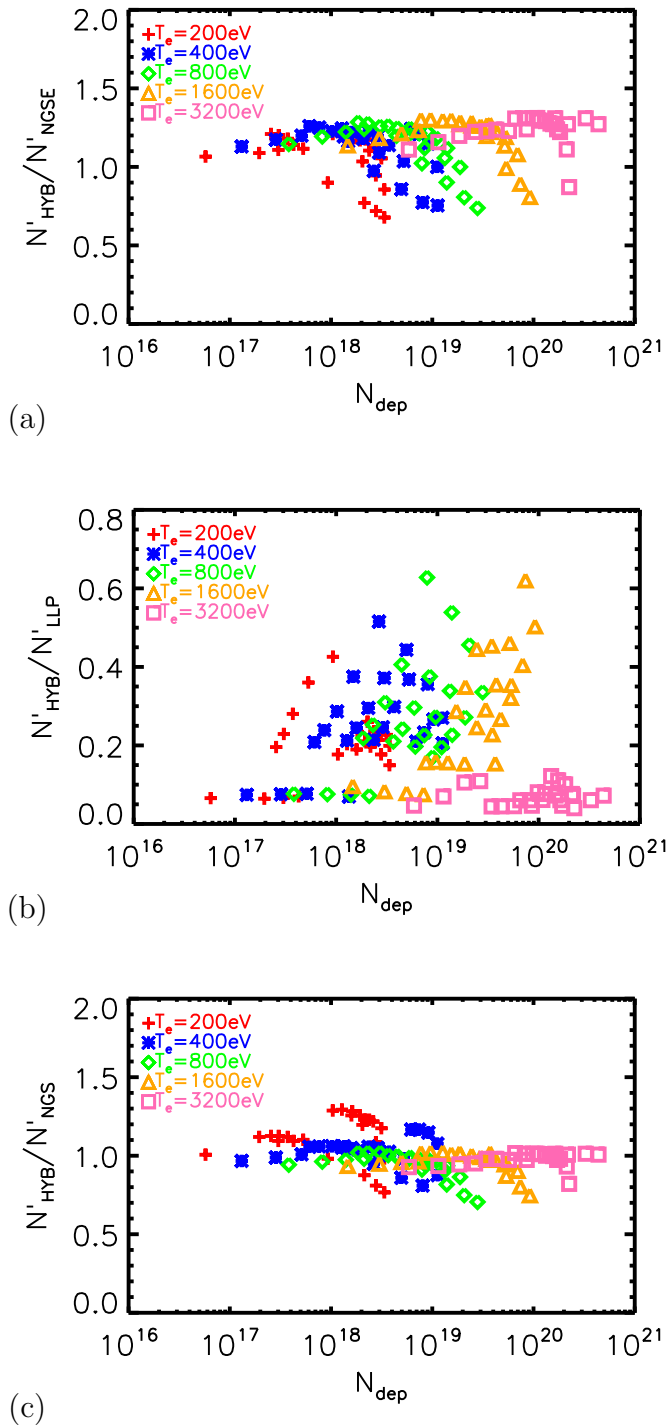 2.0
1.5
1.0
0.5
0.0
N'HYB/N'NGSE
+Te=200eV
Te=400eV
Te=800eV
Te=1600eV
Te=3200eV
10^16 10^17 10^18 10^19 10^20 10^21
Ndep
(a)
0.8
0.6
0.4
0.2
0.0
N'HYB/N'LLP
+Te=200eV
Te=400eV
Te=800eV
Te=1600eV
Te=3200eV
10^16 10^17 10^18 10^19 10^20 10^21
Ndep
(b)
2.0
1.5
1.0
0.5
0.0
N'HYB/N'NGS
+Te=200eV
Te=400eV
Te=800eV
Te=1600eV
Te=3200eV
10^16 10^17 10^18 10^19 10^20 10^21
Ndep
(c)